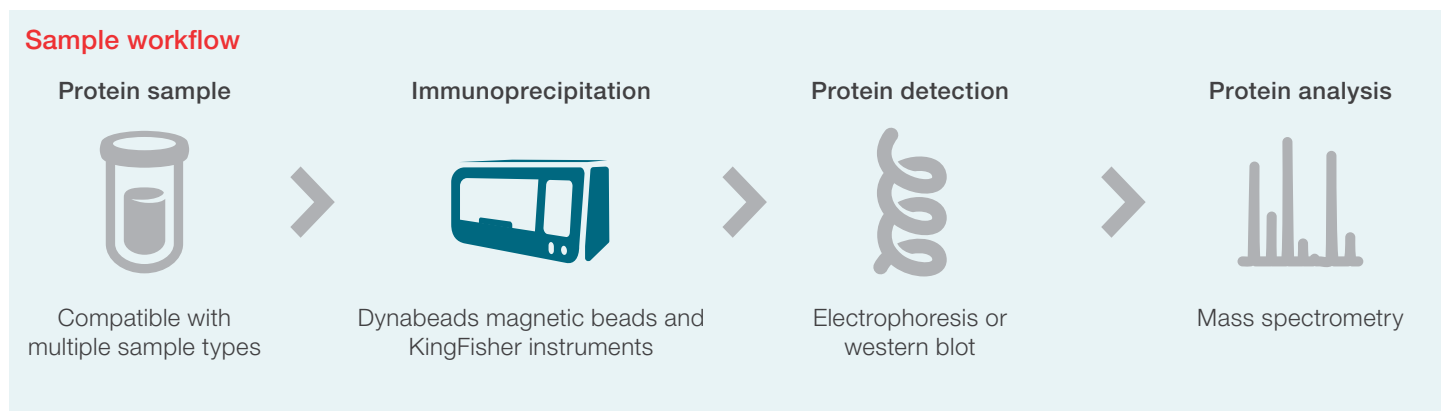 Sample workflow
Protein sample
Immunoprecipitation
Protein detection
Protein analysis
Compatible with
multiple sample types
Dynabeads magnetic beads and
KingFisher instruments
Electrophoresis or
western blot
Mass spectrometry